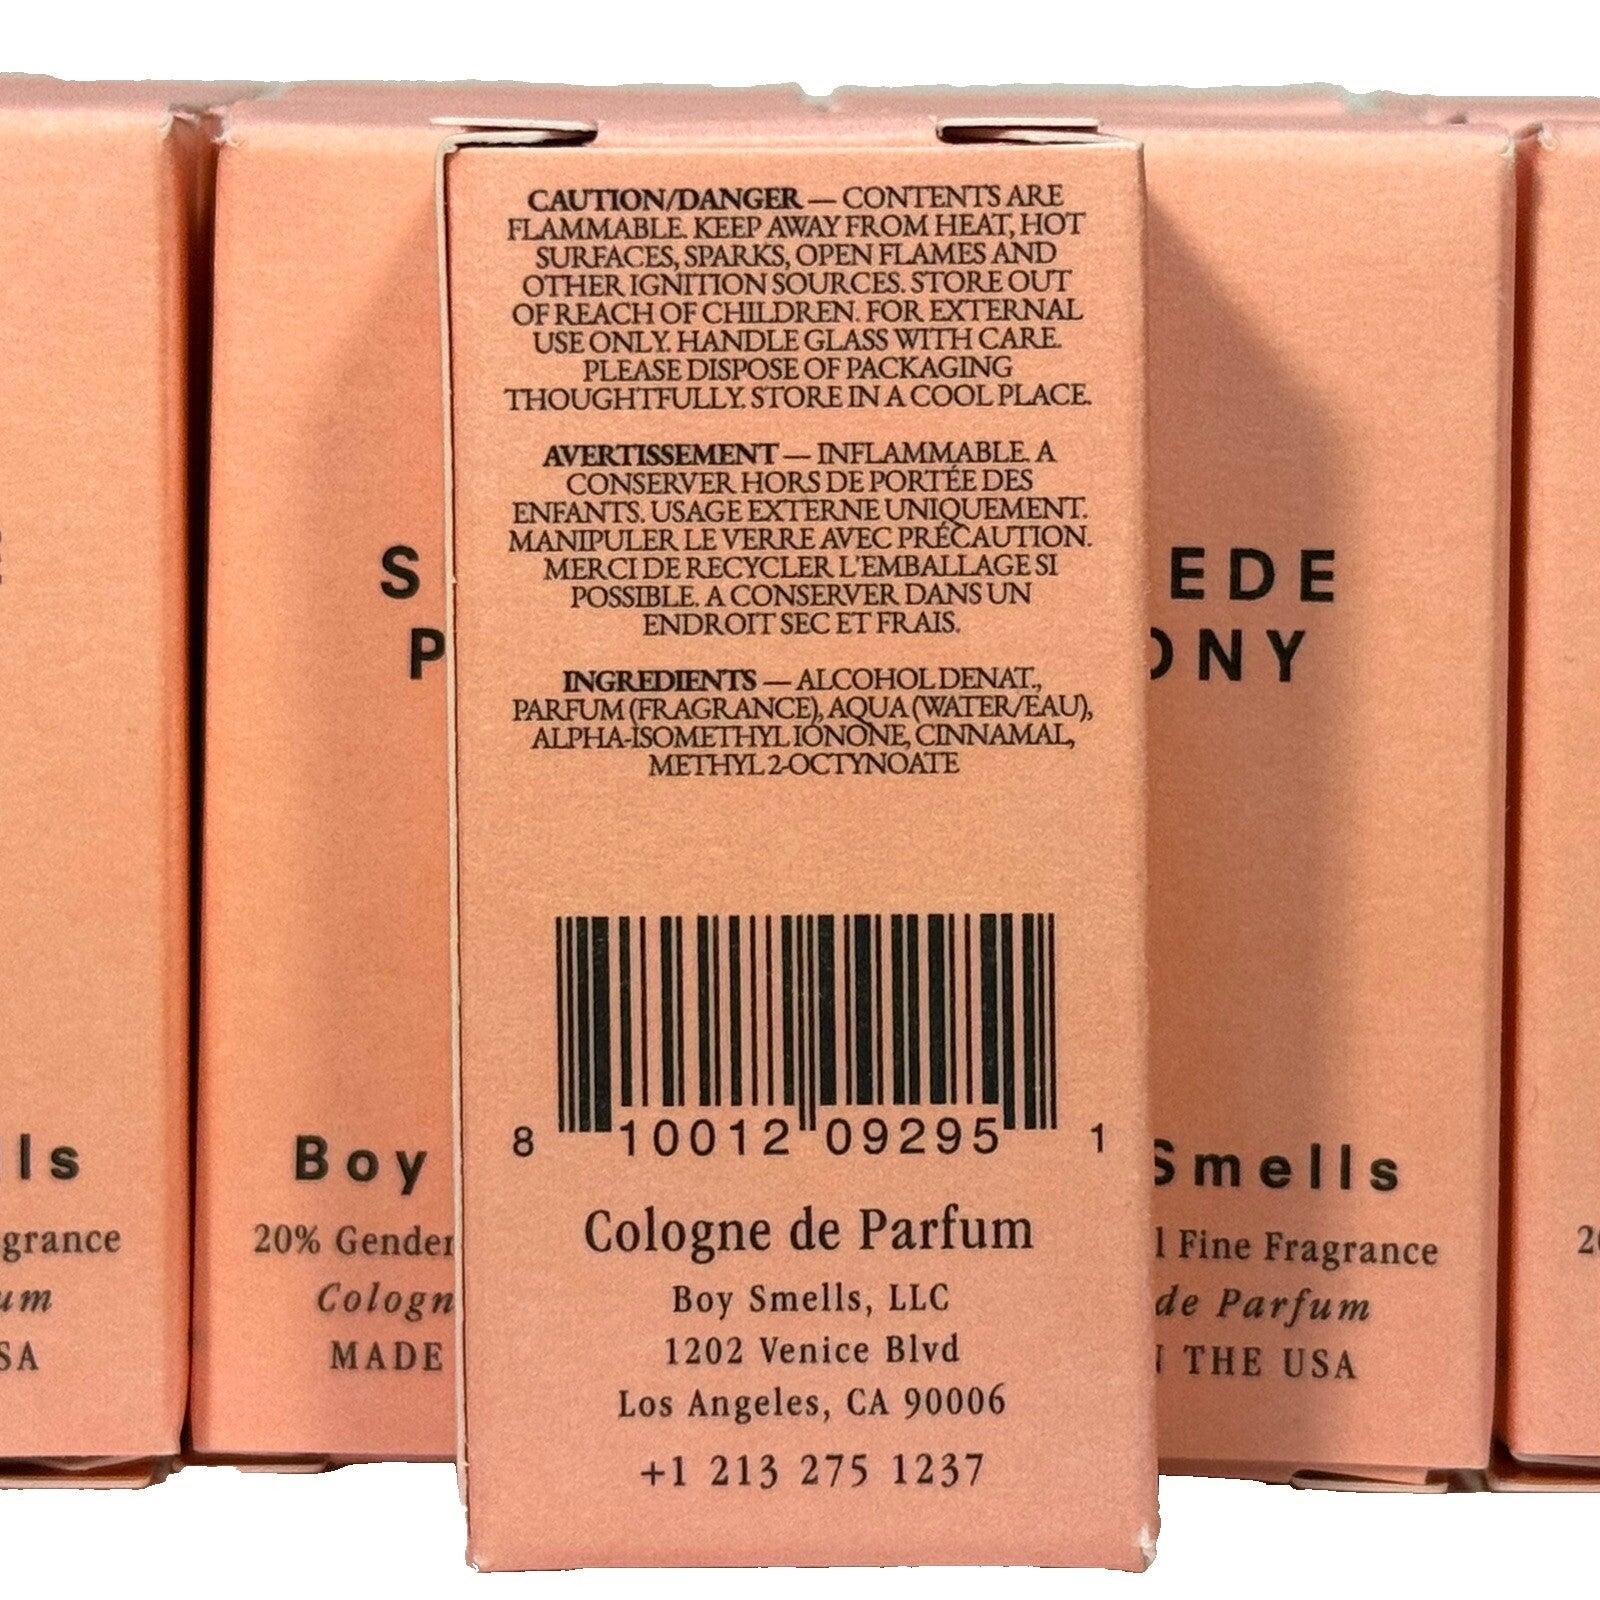 CAUTION/DANGER — CONTENTS ARE
FLAMMABLE. KEEP AWAY FROM HEAT, HOT
SURFACES, SPARKS, OPEN FLAMES AND
OTHER IGNITION SOURCES. STORE OUT
OF REACH OF CHILDREN. FOR EXTERNAL
USE ONLY. HANDLE GLASS WITH CARE.
PLEASE DISPOSE OF PACKAGING
THOUGHTFULLY. STORE IN A COOL PLACE.
AVERTISSEMENT — INFLAMMABLE. A
CONSERVER HORS DE PORTÉE DES
ENFANTS. USAGE EXTERNE UNIQUEMENT.
MANIPULER LE VERRE AVEC PRÉCAUTION.
MERCI DE RECYCLER L'EMBALLAGE SI
POSSIBLE. A CONSERVER DANS UN
ENDROIT SEC ET FRAIS.
INGREDIENTS — ALCOHOL DENAT.,
PARFUM (FRAGRANCE), AQUA (WATER/EAU),
ALPHA-ISOMETHYL IONONE, CINNAMAL,
METHYL 2-OCTYNOATE
8 10012 09295 1
Cologne de Parfum
Boy Smells, LLC
1202 Venice Blvd
Los Angeles, CA 90006
+1 213 275 1237
S EDE
P ONY
Boy Smells
20% Gender l Fine Fragrance
Cologn de Parfum
MADE N THE USA
lls
grance
um
SA
20